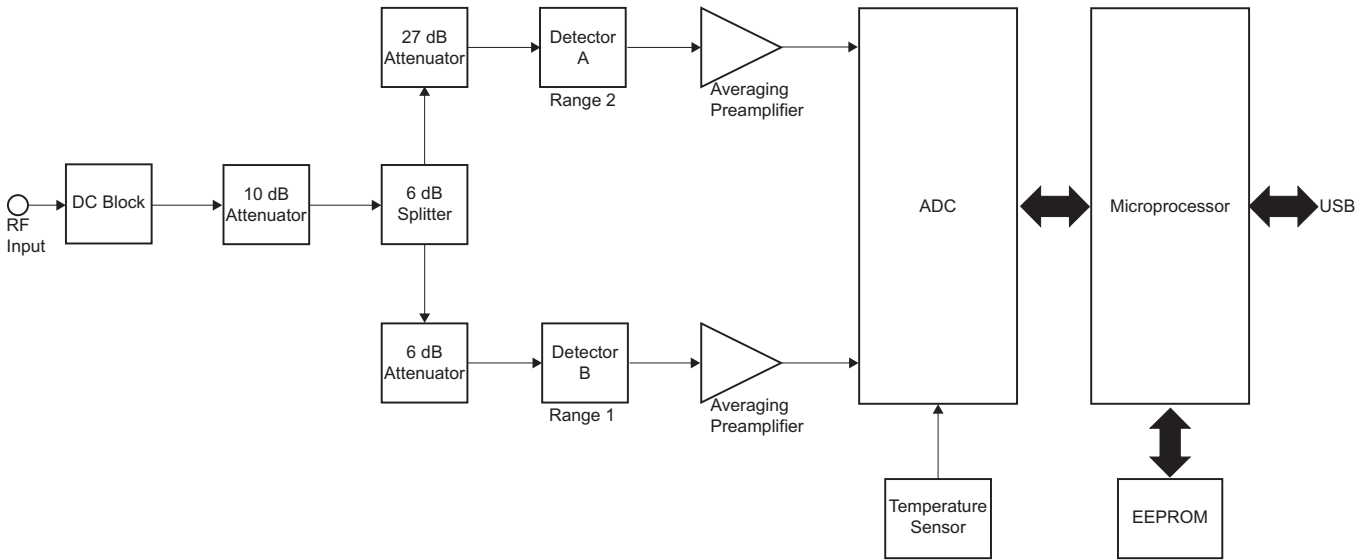 27 dB
Attenuator
Detector
A
Range 2
Averaging
Preamplifier
RF
Input
DC Block
10 dB
Attenuator
6 dB
Splitter
ADC
Microprocessor
USB
6 dB
Attenuator
Detector
B
Range 1
Averaging
Preamplifier
Temperature
Sensor
EEPROM